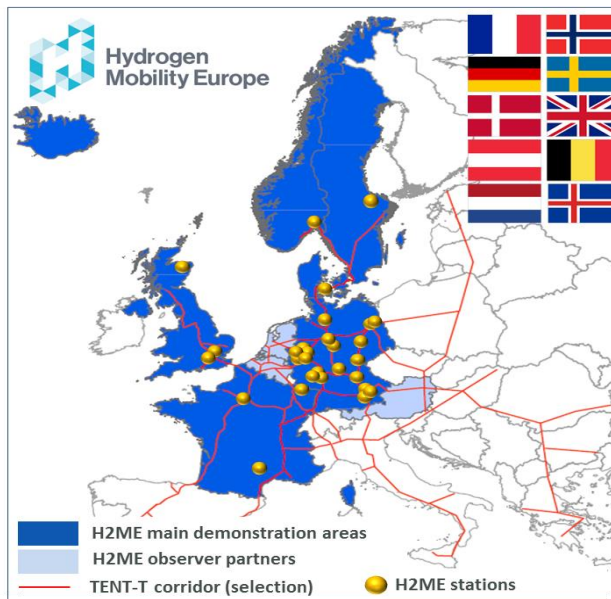 Hydrogen
Mobility Europe
H2ME main demonstration areas
H2ME observer partners
TENT-T corridor (selection)
H2ME stations